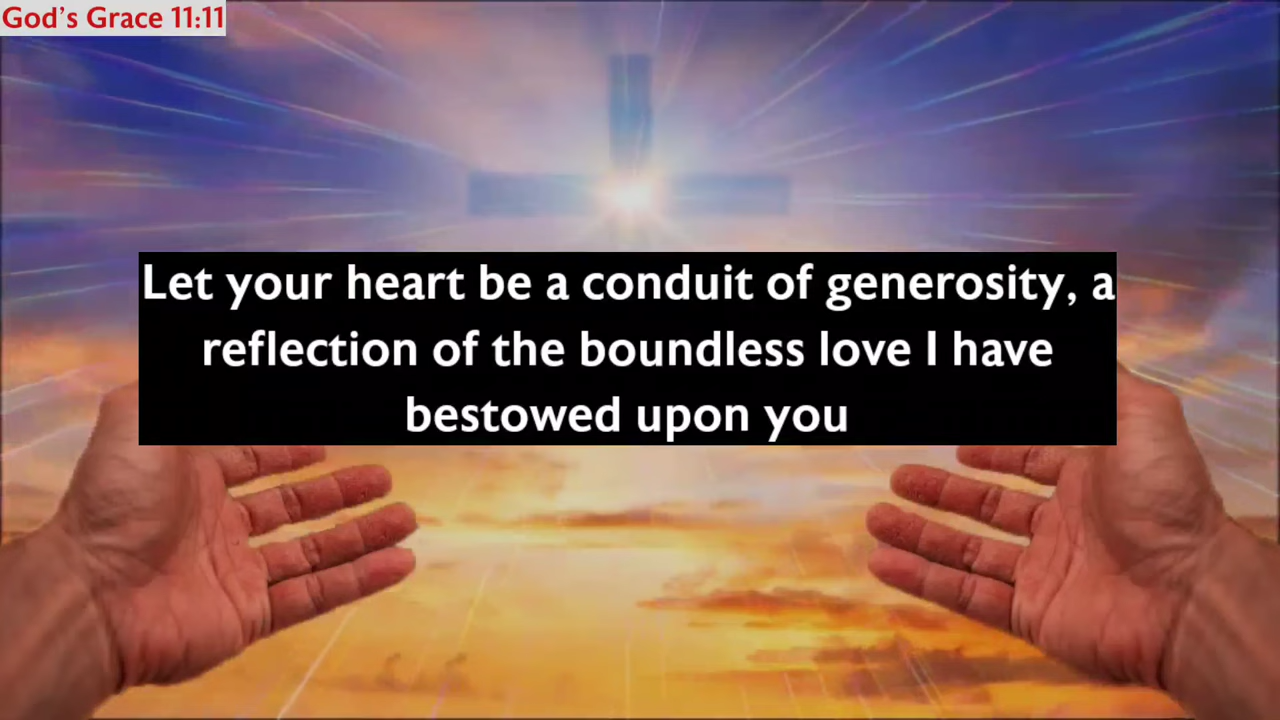 God's Grace 11:11
Let your heart be a conduit of generosity, a
reflection of the boundless love I have
bestowed upon you